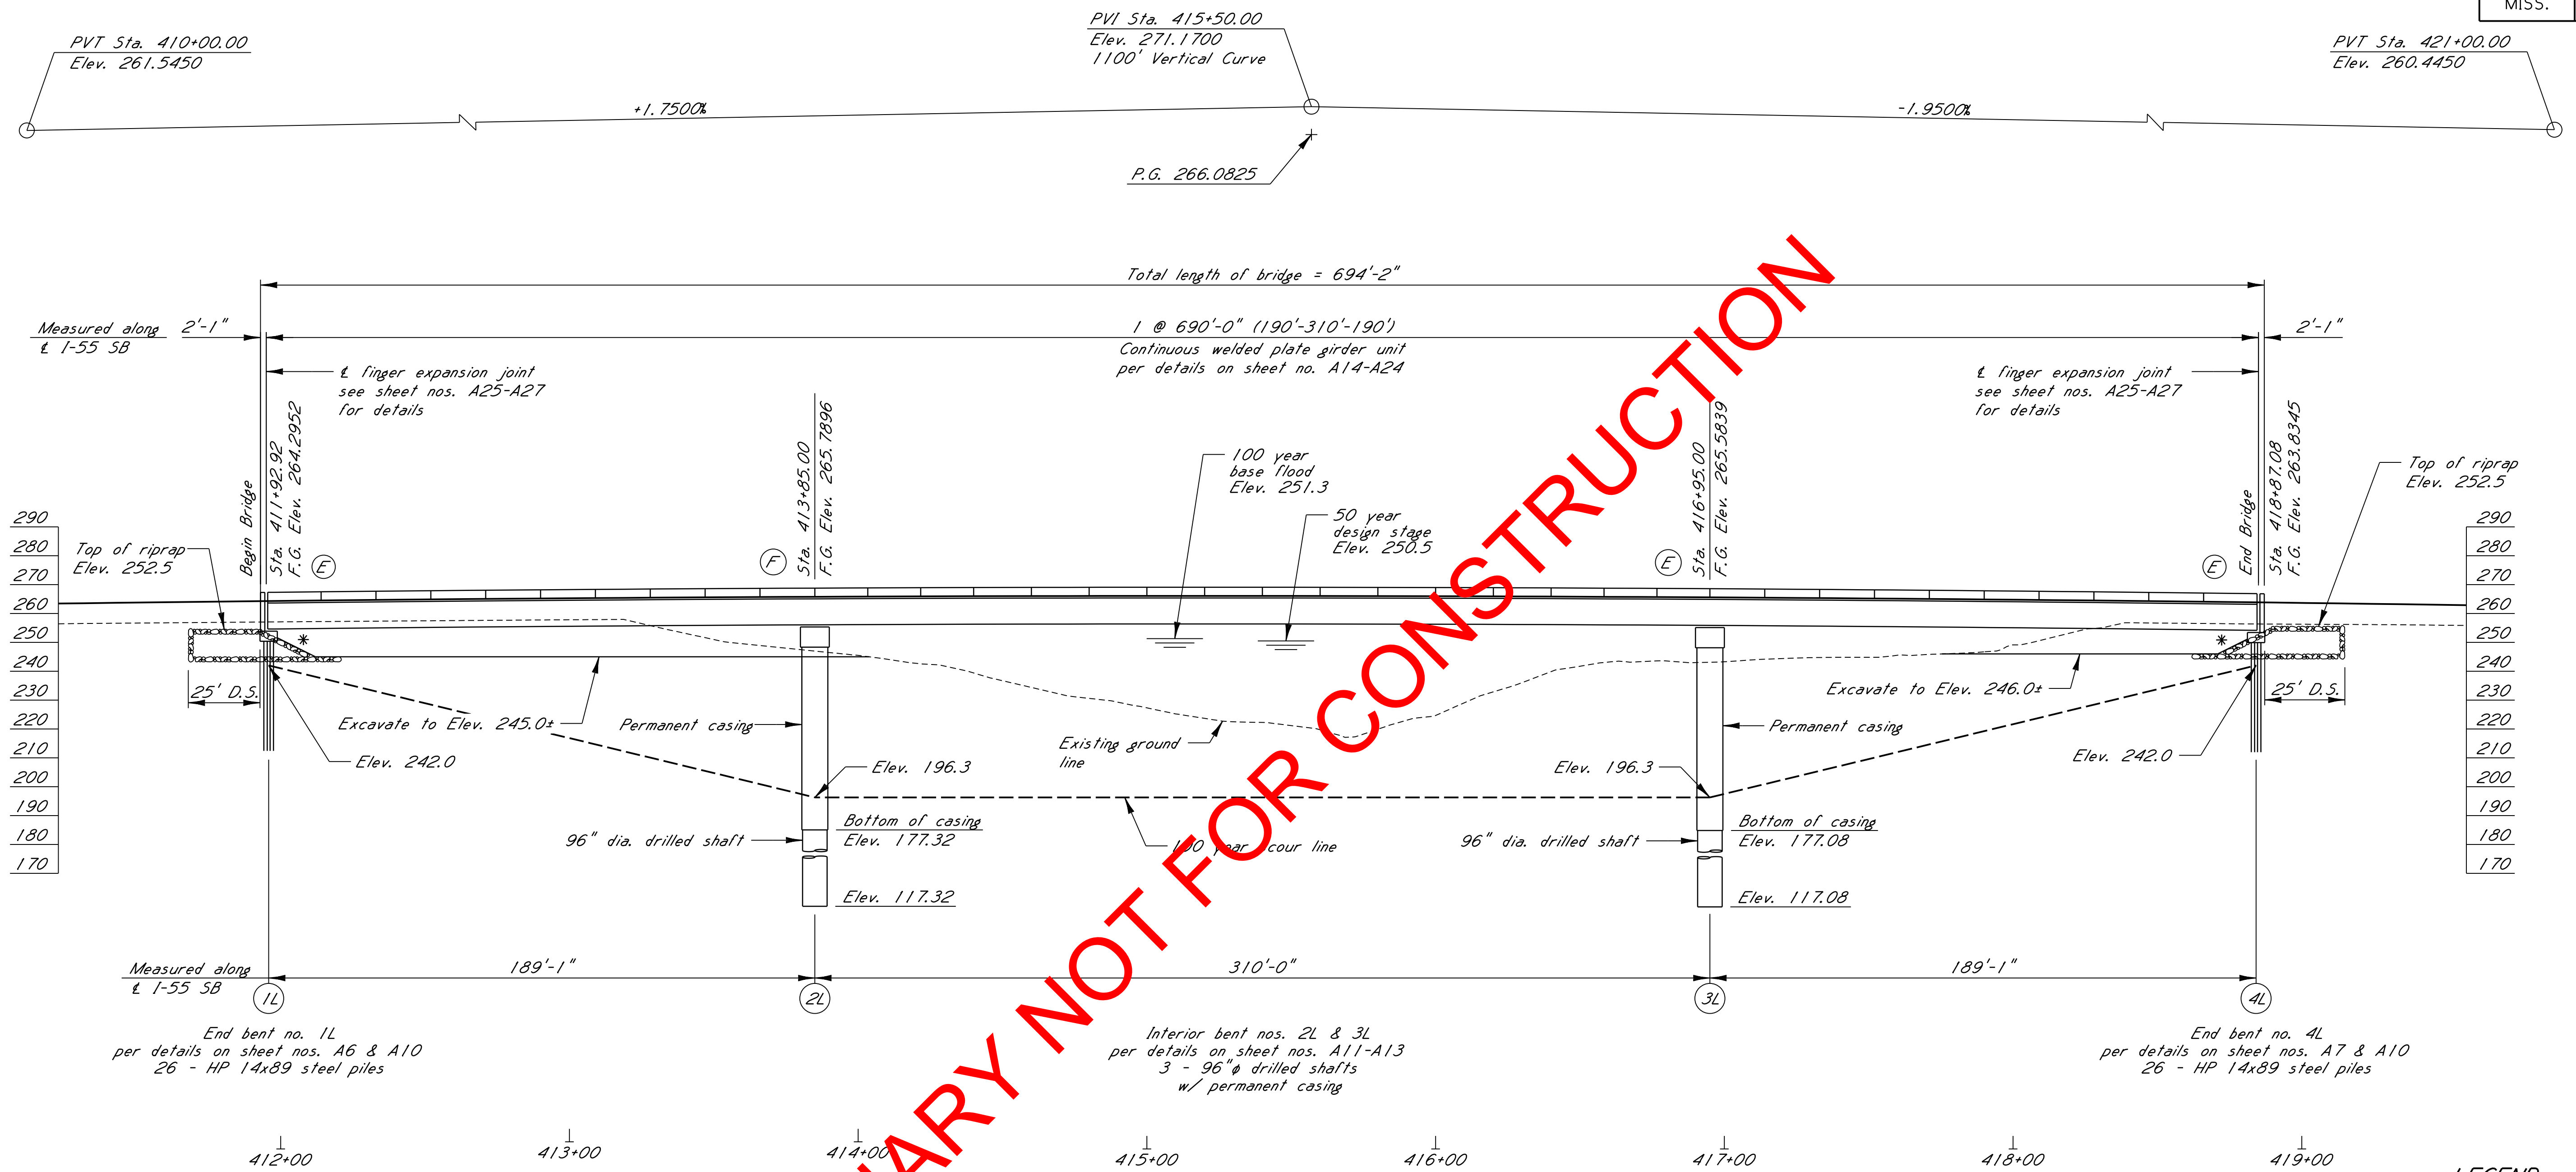 MISS.
PVT Sta. 410+00.00
Elev. 261.5450
PVI Sta. 415+50.00
Elev. 271.1700
1100' Vertical Curve
PVT Sta. 421+00.00
Elev. 260.4450
+1.7500%
-1.9500%
P.G. 266.0825
Total length of bridge = 694'-2"
Measured along
℄ I-55 SB
2'-1"
1 @ 690'-0" (190'-310'-190')
Continuous welded plate girder unit
per details on sheet no. A14-A24
2'-1"
℄ finger expansion joint
see sheet nos. A25-A27
for details
℄ finger expansion joint
see sheet nos. A25-A27
for details
Begin Bridge
Sta. 411+92.92
F.G. Elev. 264.2952
E
F
Sta. 413+85.00
F.G. Elev. 265.7896
100 year
base flood
Elev. 251.3
50 year
design stage
Elev. 250.5
E
Sta. 416+95.00
F.G. Elev. 265.5839
E
End Bridge
Sta. 418+87.08
F.G. Elev. 263.8345
Top of riprap
Elev. 252.5
Top of riprap
Elev. 252.5
290
280
270
260
250
240
230
220
210
200
190
180
170
290
280
270
260
250
240
230
220
210
200
190
180
170
*
*
25' D.S.
25' D.S.
Excavate to Elev. 245.0±
Permanent casing
Elev. 242.0
Existing ground
line
Excavate to Elev. 246.0±
Permanent casing
Elev. 242.0
Elev. 196.3
Elev. 196.3
96" dia. drilled shaft
Bottom of casing
Elev. 177.32
100 year scour line
96" dia. drilled shaft
Bottom of casing
Elev. 177.08
Elev. 117.32
Elev. 117.08
Measured along
℄ I-55 SB
189'-1"
310'-0"
189'-1"
1L
2L
3L
4L
End bent no. 1L
per details on sheet nos. A6 & A10
26 - HP 14x89 steel piles
Interior bent nos. 2L & 3L
per details on sheet nos. A11-A13
3 - 96"ø drilled shafts
w/ permanent casing
End bent no. 4L
per details on sheet nos. A7 & A10
26 - HP 14x89 steel piles
412+00
413+00
414+00
415+00
416+00
417+00
418+00
419+00
NOT FOR CONSTRUCTION